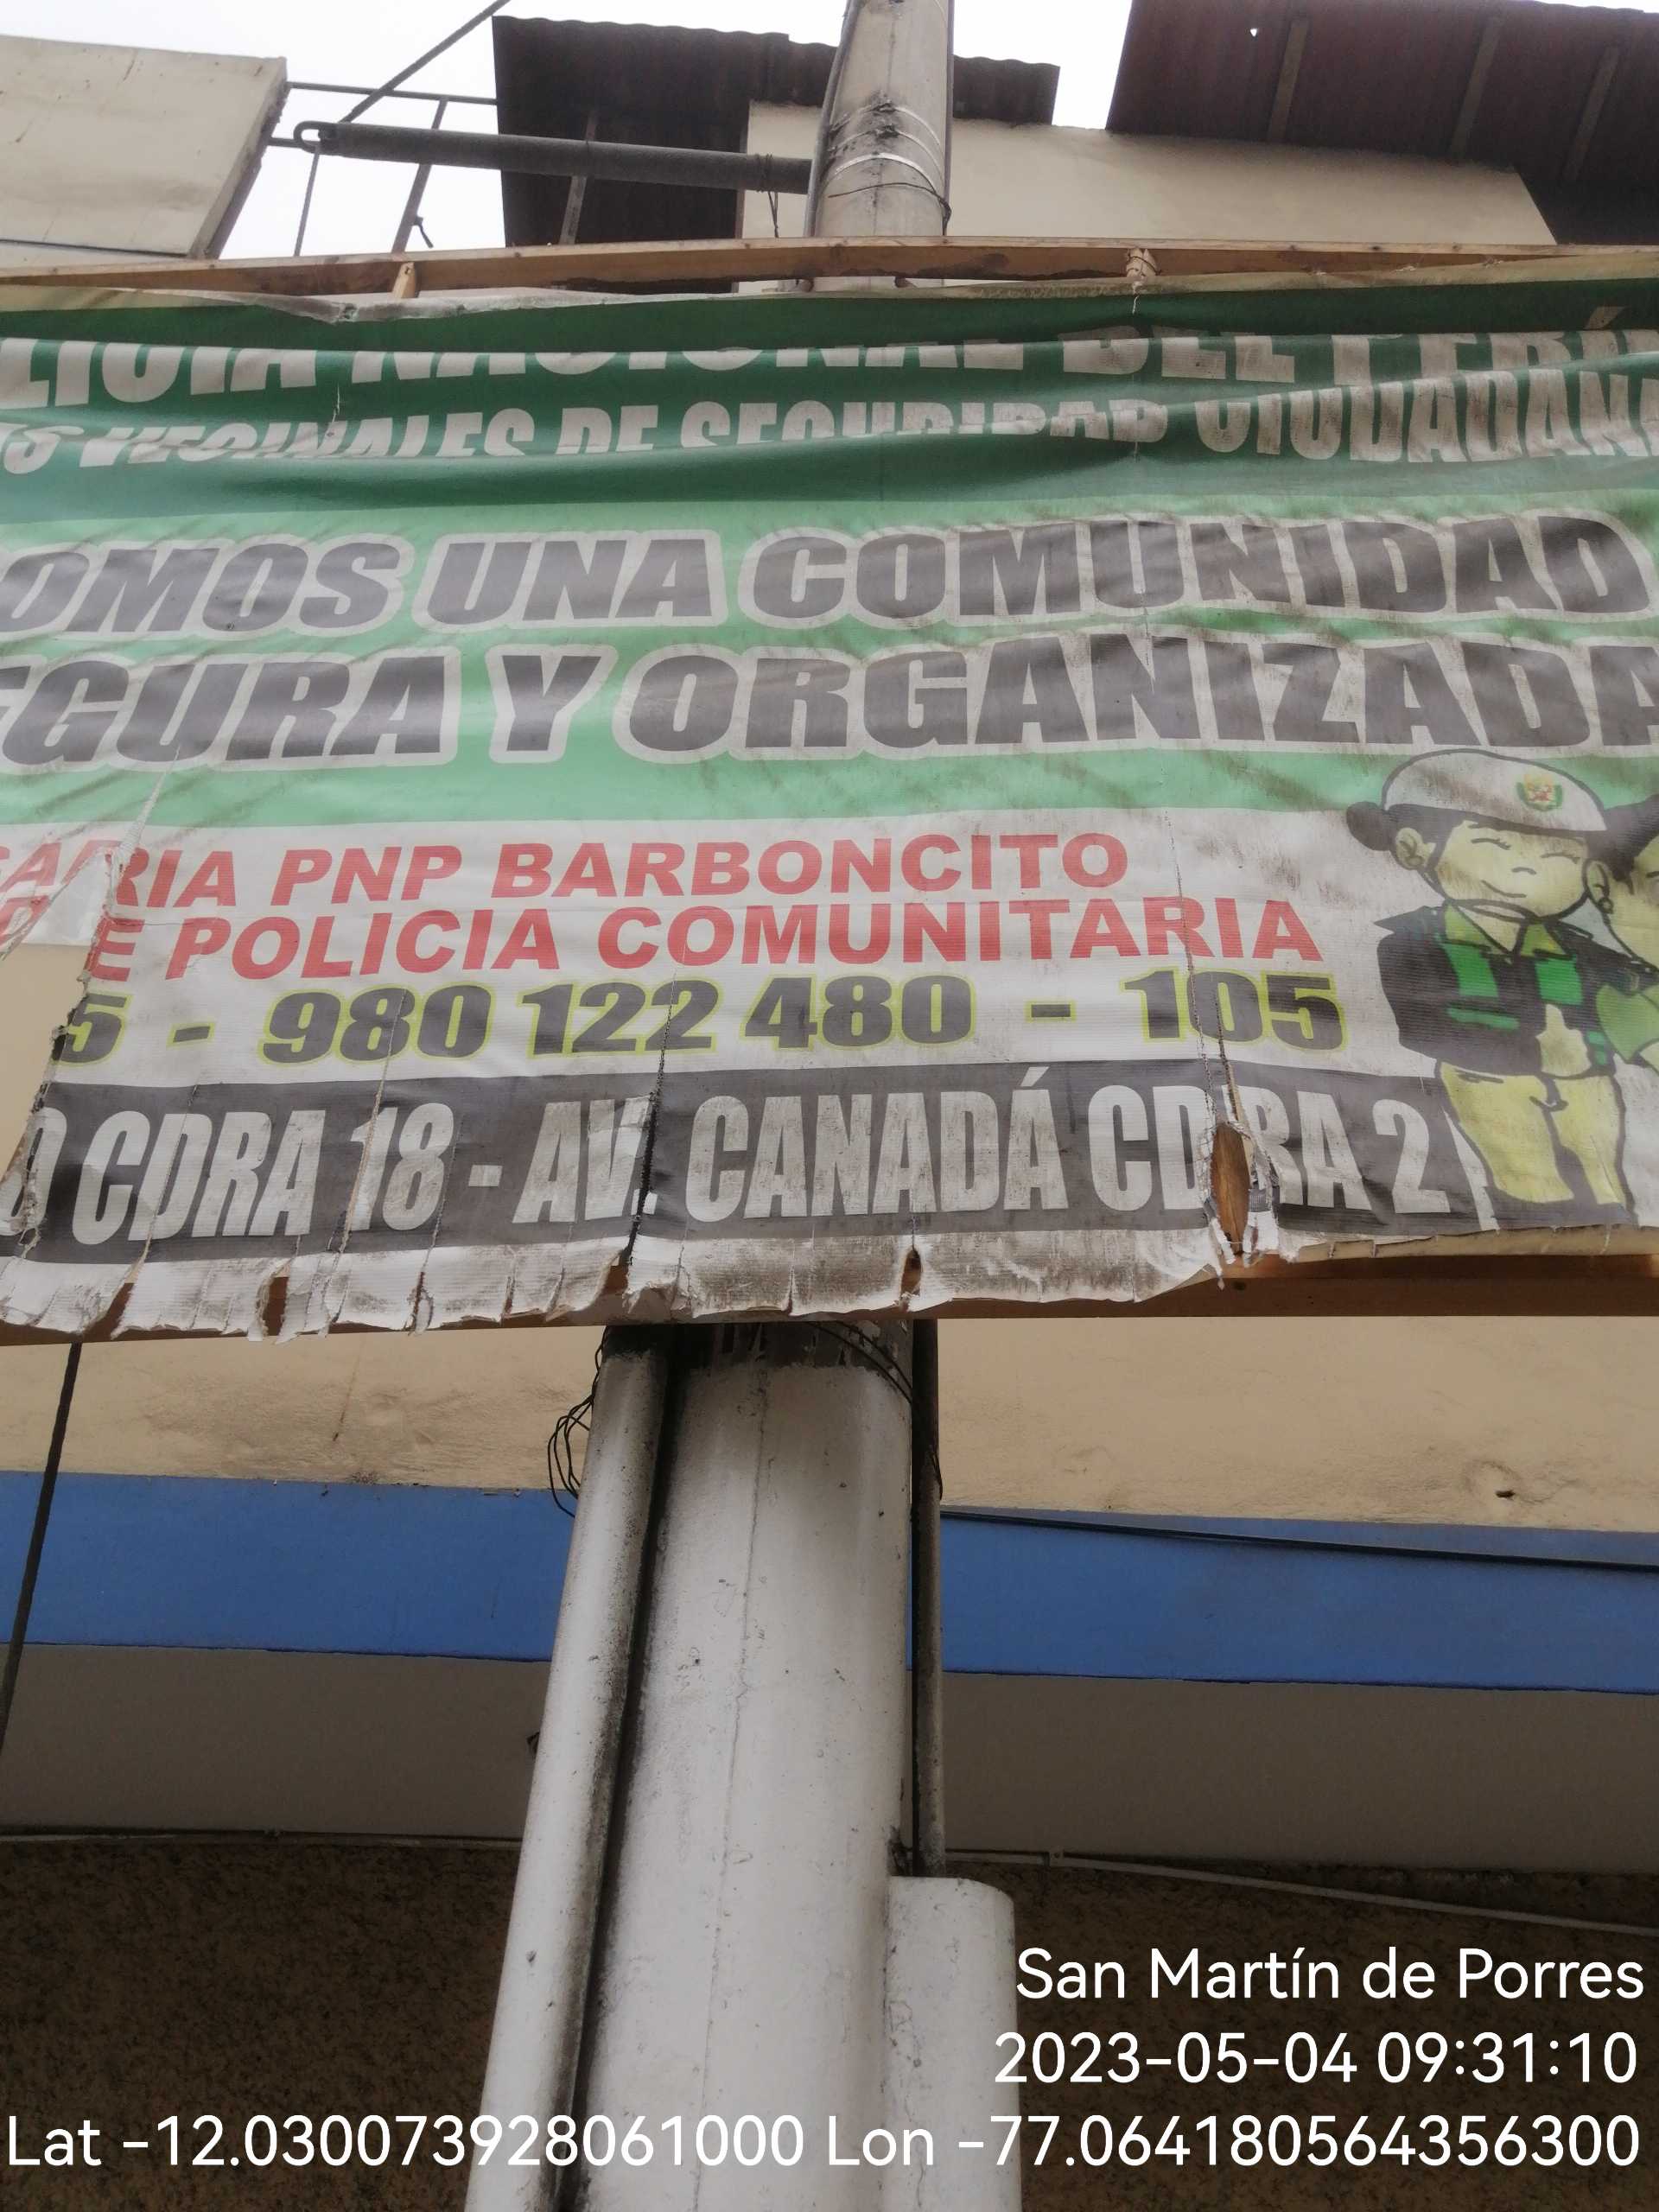 LICIA NACIONAL DEL PERÚ
AS VECINALES DE SEGURIDAD CIUDADANA
OMOS UNA COMUNIDAD
EGURA Y ORGANIZADA
SARIA PNP BARBONCITO
E POLICIA COMUNITARIA
5 - 980 122 480 - 105
O CDRA 18 - AV. CANADÁ CDRA 2
San Martín de Porres
2023-05-04 09:31:10
Lat -12.030073928061000 Lon -77.064180564356300